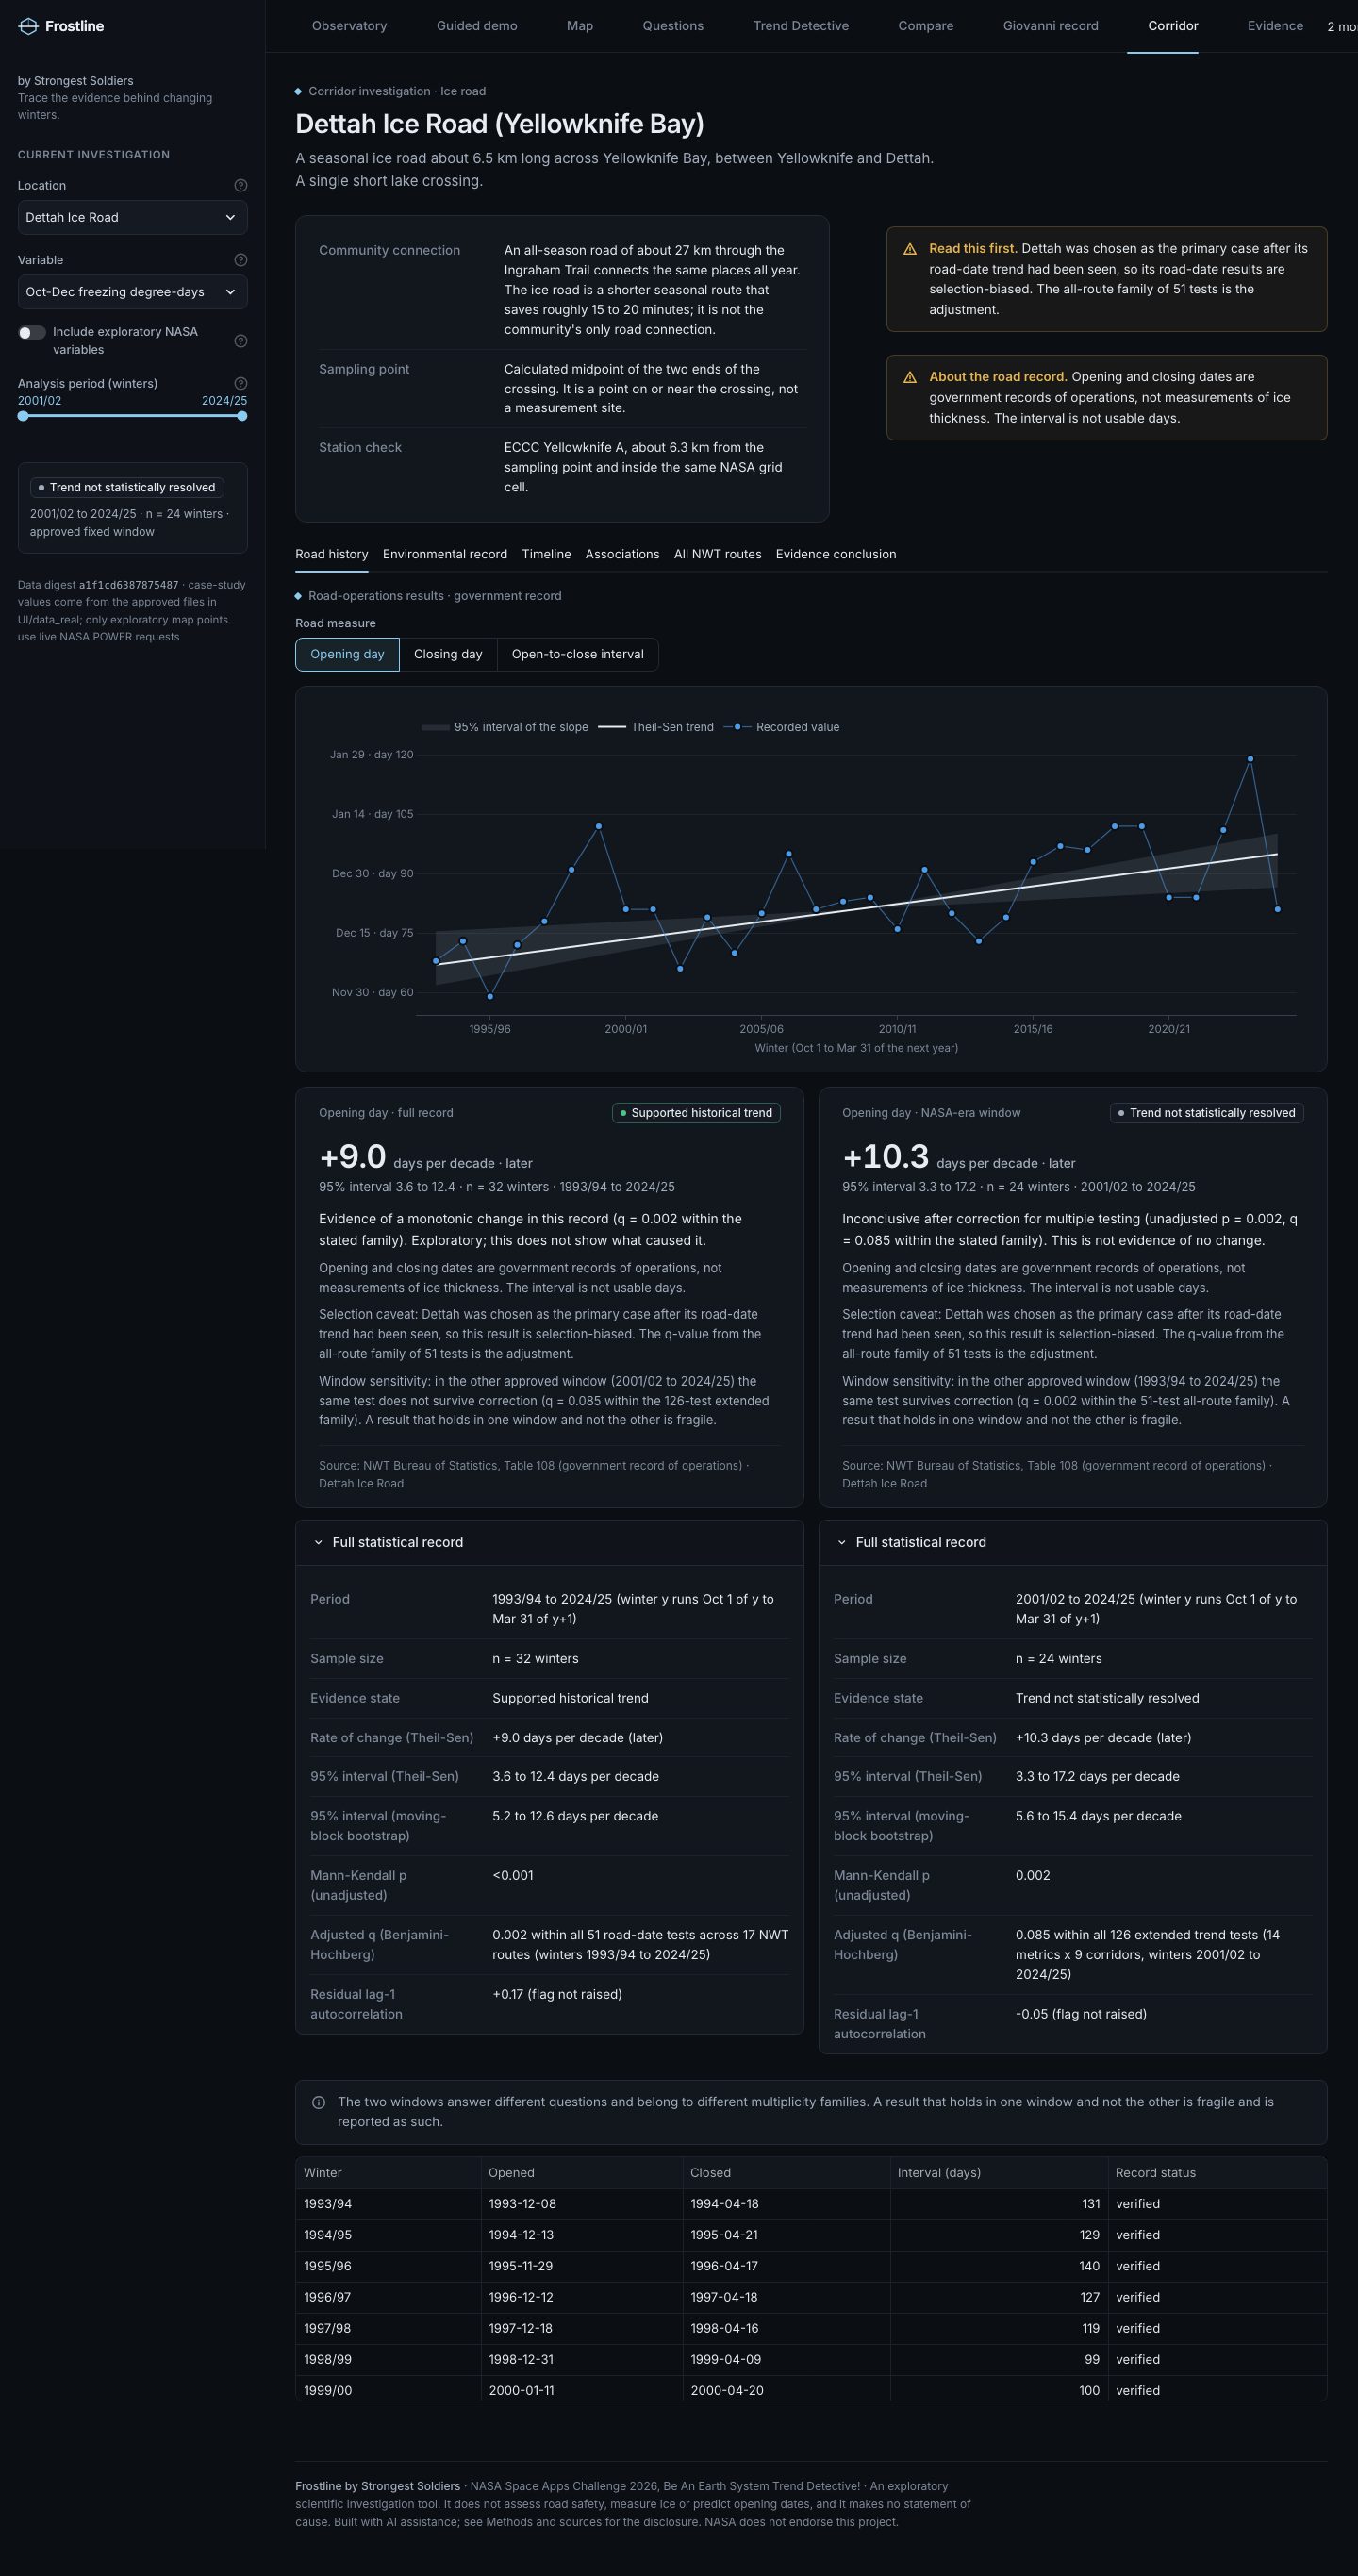 Frostline
by Strongest Soldiers
Trace the evidence behind changing
winters.
CURRENT INVESTIGATION
Location
Dettah Ice Road
Variable
Oct-Dec freezing degree-days
Include exploratory NASA
variables
Analysis period (winters)
2001/02 2024/25
Trend not statistically resolved
2001/02 to 2024/25 · n = 24 winters ·
approved fixed window
Data digest a1f1cd6387875487 · case-study
values come from the approved files in
UI/data_real; only exploratory map points
use live NASA POWER requests
Observatory Guided demo Map Questions Trend Detective Compare Giovanni record Corridor Evidence 2 mo
Corridor investigation · Ice road
Dettah Ice Road (Yellowknife Bay)
A seasonal ice road about 6.5 km long across Yellowknife Bay, between Yellowknife and Dettah.
A single short lake crossing.
Community connection
An all-season road of about 27 km through the
Ingraham Trail connects the same places all year.
The ice road is a shorter seasonal route that
saves roughly 15 to 20 minutes; it is not the
community's only road connection.
Sampling point
Calculated midpoint of the two ends of the
crossing. It is a point on or near the crossing, not
a measurement site.
Station check
ECCC Yellowknife A, about 6.3 km from the
sampling point and inside the same NASA grid
cell.
Read this first. Dettah was chosen as the primary case after its
road-date trend had been seen, so its road-date results are
selection-biased. The all-route family of 51 tests is the
adjustment.
About the road record. Opening and closing dates are
government records of operations, not measurements of ice
thickness. The interval is not usable days.
Road history Environmental record Timeline Associations All NWT routes Evidence conclusion
Road-operations results · government record
Road measure
Opening day Closing day Open-to-close interval
95% interval of the slope Theil-Sen trend Recorded value
Jan 29 · day 120
Jan 14 · day 105
Dec 30 · day 90
Dec 15 · day 75
Nov 30 · day 60
1995/96 2000/01 2005/06 2010/11 2015/16 2020/21
Winter (Oct 1 to Mar 31 of the next year)
Opening day · full record Supported historical trend
+9.0 days per decade · later
95% interval 3.6 to 12.4 · n = 32 winters · 1993/94 to 2024/25
Evidence of a monotonic change in this record (q = 0.002 within the
stated family). Exploratory; this does not show what caused it.
Opening and closing dates are government records of operations, not
measurements of ice thickness. The interval is not usable days.
Selection caveat: Dettah was chosen as the primary case after its road-date
trend had been seen, so this result is selection-biased. The q-value from the
all-route family of 51 tests is the adjustment.
Window sensitivity: in the other approved window (2001/02 to 2024/25) the
same test does not survive correction (q = 0.085 within the 126-test extended
family). A result that holds in one window and not the other is fragile.
Source: NWT Bureau of Statistics, Table 108 (government record of operations) ·
Dettah Ice Road
Opening day · NASA-era window Trend not statistically resolved
+10.3 days per decade · later
95% interval 3.3 to 17.2 · n = 24 winters · 2001/02 to 2024/25
Inconclusive after correction for multiple testing (unadjusted p = 0.002, q
= 0.085 within the stated family). This is not evidence of no change.
Opening and closing dates are government records of operations, not
measurements of ice thickness. The interval is not usable days.
Selection caveat: Dettah was chosen as the primary case after its road-date
trend had been seen, so this result is selection-biased. The q-value from the
all-route family of 51 tests is the adjustment.
Window sensitivity: in the other approved window (1993/94 to 2024/25) the
same test survives correction (q = 0.002 within the 51-test all-route family). A
result that holds in one window and not the other is fragile.
Source: NWT Bureau of Statistics, Table 108 (government record of operations) ·
Dettah Ice Road
Full statistical record
Period
1993/94 to 2024/25 (winter y runs Oct 1 of y to
Mar 31 of y+1)
Sample size n = 32 winters
Evidence state Supported historical trend
Rate of change (Theil-Sen) +9.0 days per decade (later)
95% interval (Theil-Sen) 3.6 to 12.4 days per decade
95% interval (moving-
block bootstrap)
5.2 to 12.6 days per decade
Mann-Kendall p
(unadjusted)
<0.001
Adjusted q (Benjamini-
Hochberg)
0.002 within all 51 road-date tests across 17 NWT
routes (winters 1993/94 to 2024/25)
Residual lag-1
autocorrelation
+0.17 (flag not raised)
Full statistical record
Period
2001/02 to 2024/25 (winter y runs Oct 1 of y to
Mar 31 of y+1)
Sample size n = 24 winters
Evidence state Trend not statistically resolved
Rate of change (Theil-Sen) +10.3 days per decade (later)
95% interval (Theil-Sen) 3.3 to 17.2 days per decade
95% interval (moving-
block bootstrap)
5.6 to 15.4 days per decade
Mann-Kendall p
(unadjusted)
0.002
Adjusted q (Benjamini-
Hochberg)
0.085 within all 126 extended trend tests (14
metrics x 9 corridors, winters 2001/02 to
2024/25)
Residual lag-1
autocorrelation
-0.05 (flag not raised)
The two windows answer different questions and belong to different multiplicity families. A result that holds in one window and not the other is fragile and is
reported as such.
Winter Opened Closed Interval (days) Record status
1993/94 1993-12-08 1994-04-18 131 verified
1994/95 1994-12-13 1995-04-21 129 verified
1995/96 1995-11-29 1996-04-17 140 verified
1996/97 1996-12-12 1997-04-18 127 verified
1997/98 1997-12-18 1998-04-16 119 verified
1998/99 1998-12-31 1999-04-09 99 verified
1999/00 2000-01-11 2000-04-20 100 verified
Frostline by Strongest Soldiers · NASA Space Apps Challenge 2026, Be An Earth System Trend Detective! · An exploratory
scientific investigation tool. It does not assess road safety, measure ice or predict opening dates, and it makes no statement of
cause. Built with AI assistance; see Methods and sources for the disclosure. NASA does not endorse this project.